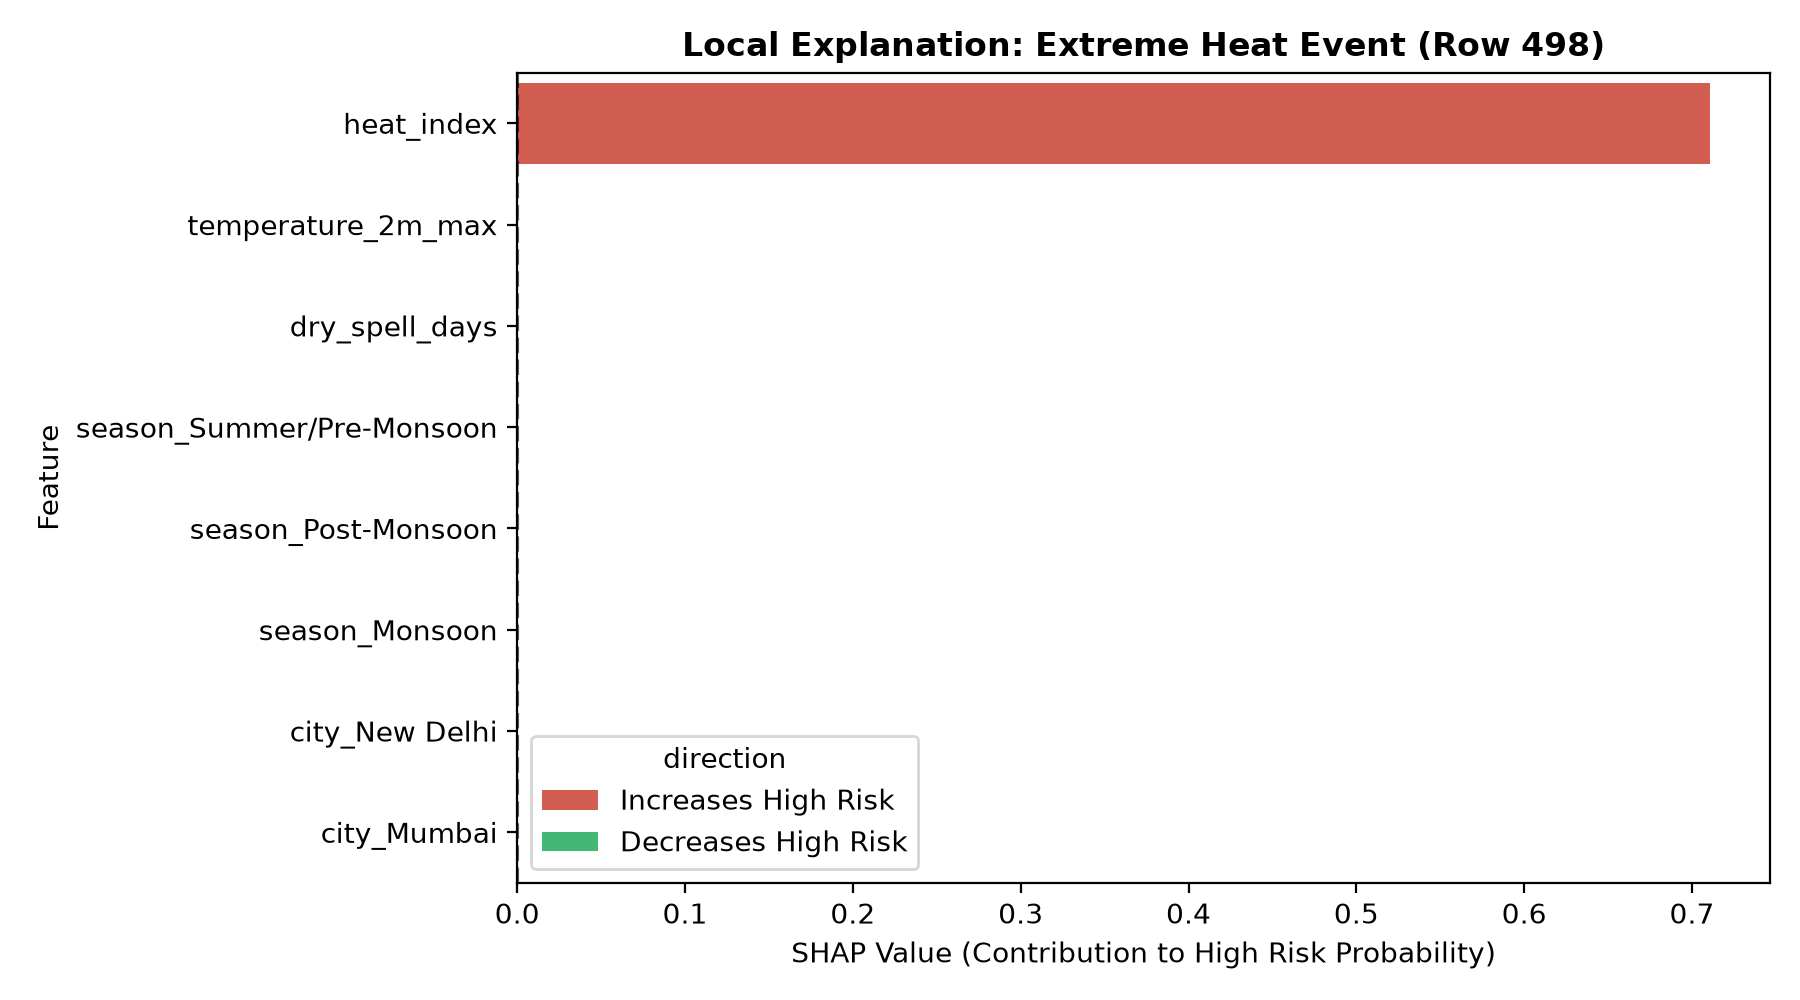 Local Explanation: Extreme Heat Event (Row 498)
heat_index
temperature_2m_max
dry_spell_days
season_Summer/Pre-Monsoon
season_Post-Monsoon
season_Monsoon
city_New Delhi
city_Mumbai
Feature
direction
Increases High Risk
Decreases High Risk
0.0 0.1 0.2 0.3 0.4 0.5 0.6 0.7
SHAP Value (Contribution to High Risk Probability)